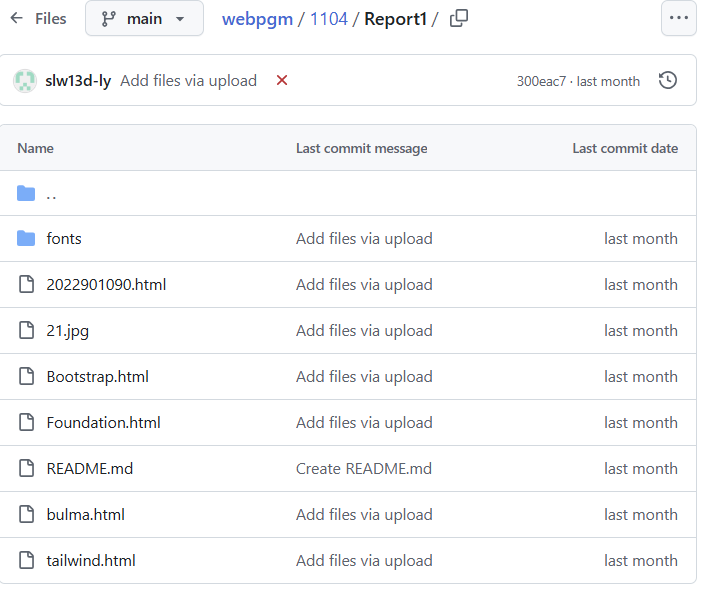 Files main webpgm / 1104 / Report1 /
slw13d-ly Add files via upload 300eac7 · last month
Name Last commit message Last commit date
..
fonts Add files via upload last month
2022901090.html Add files via upload last month
21.jpg Add files via upload last month
Bootstrap.html Add files via upload last month
Foundation.html Add files via upload last month
README.md Create README.md last month
bulma.html Add files via upload last month
tailwind.html Add files via upload last month